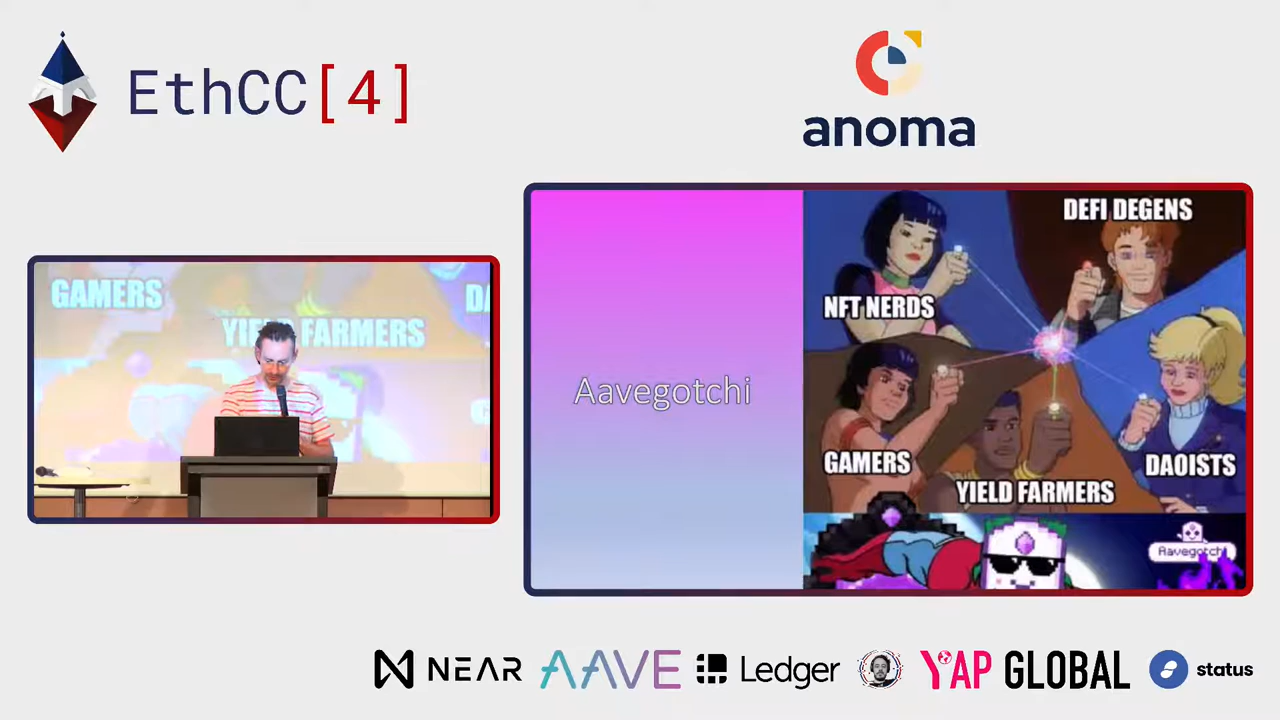 EthCC[4]
anoma
GAMERS
DA
YIELD FARMERS
Aavegotchi
DEFI DEGENS
NFT NERDS
GAMERS
DAOISTS
YIELD FARMERS
Aavegotchi
NEAR
AAVE
Ledger
YAP GLOBAL
status